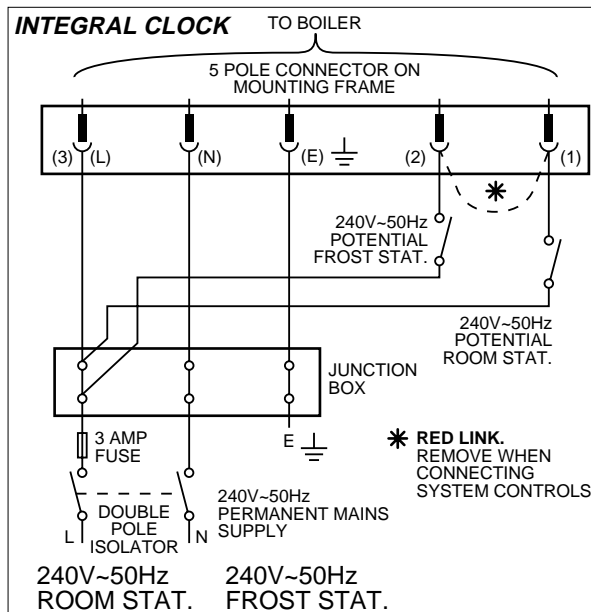 INTEGRAL CLOCK
TO BOILER
5 POLE CONNECTOR ON
MOUNTING FRAME
(3) (L) (N) (E) (2) (1)
240V~50Hz
POTENTIAL
FROST STAT.
240V~50Hz
POTENTIAL
ROOM STAT.
JUNCTION
BOX
3 AMP
FUSE
E
RED LINK.
REMOVE WHEN
CONNECTING
SYSTEM CONTROLS
DOUBLE
POLE
ISOLATOR
L
N
240V~50Hz
PERMANENT MAINS
SUPPLY
240V~50Hz
ROOM STAT.
240V~50Hz
FROST STAT.